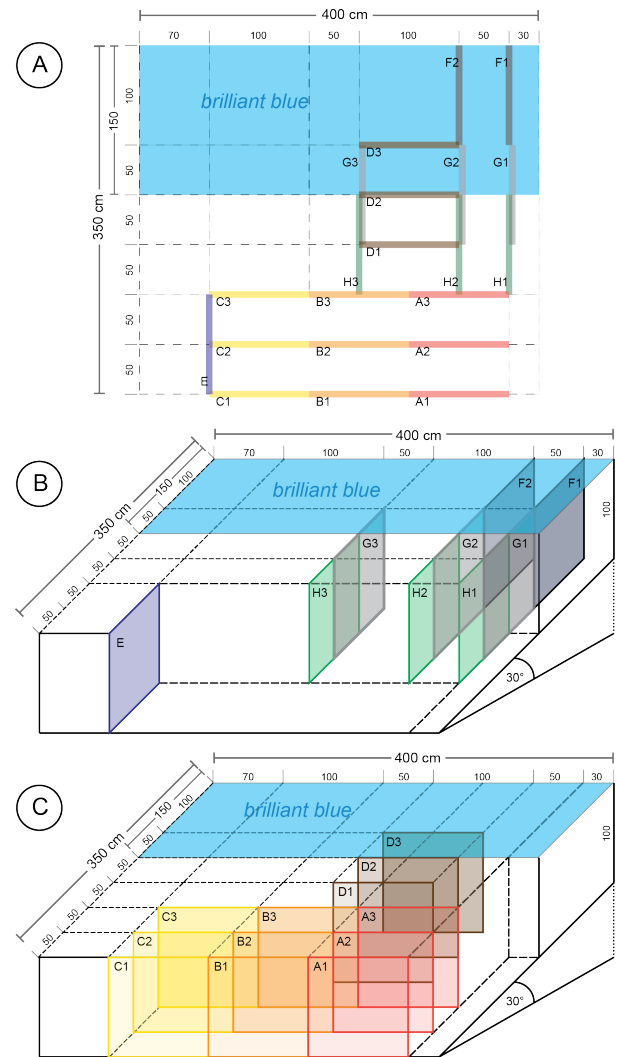 400 cm
70 100 50 100 50 30
A
F2 F1
100
brilliant blue
150
D3
G3 G2 G1
50
D2
350 cm
50
D1
50
H3 H2 H1
C3 B3 A3
50
C2 B2 A2
50
E
C1 B1 A1
B
400 cm
70 100 100 100 50 30
350 cm
150
100
50
50
50
50
50
brilliant blue
F2 F1
100
G3 G2 G1
H3 H2 H1
E
30°
C
400 cm
70 100 50 100 50 30
350 cm
150
100
50
50
50
50
50
brilliant blue
D3
100
D2
D1
C3 B3 A3
C2 B2 A2
C1 B1 A1
30°